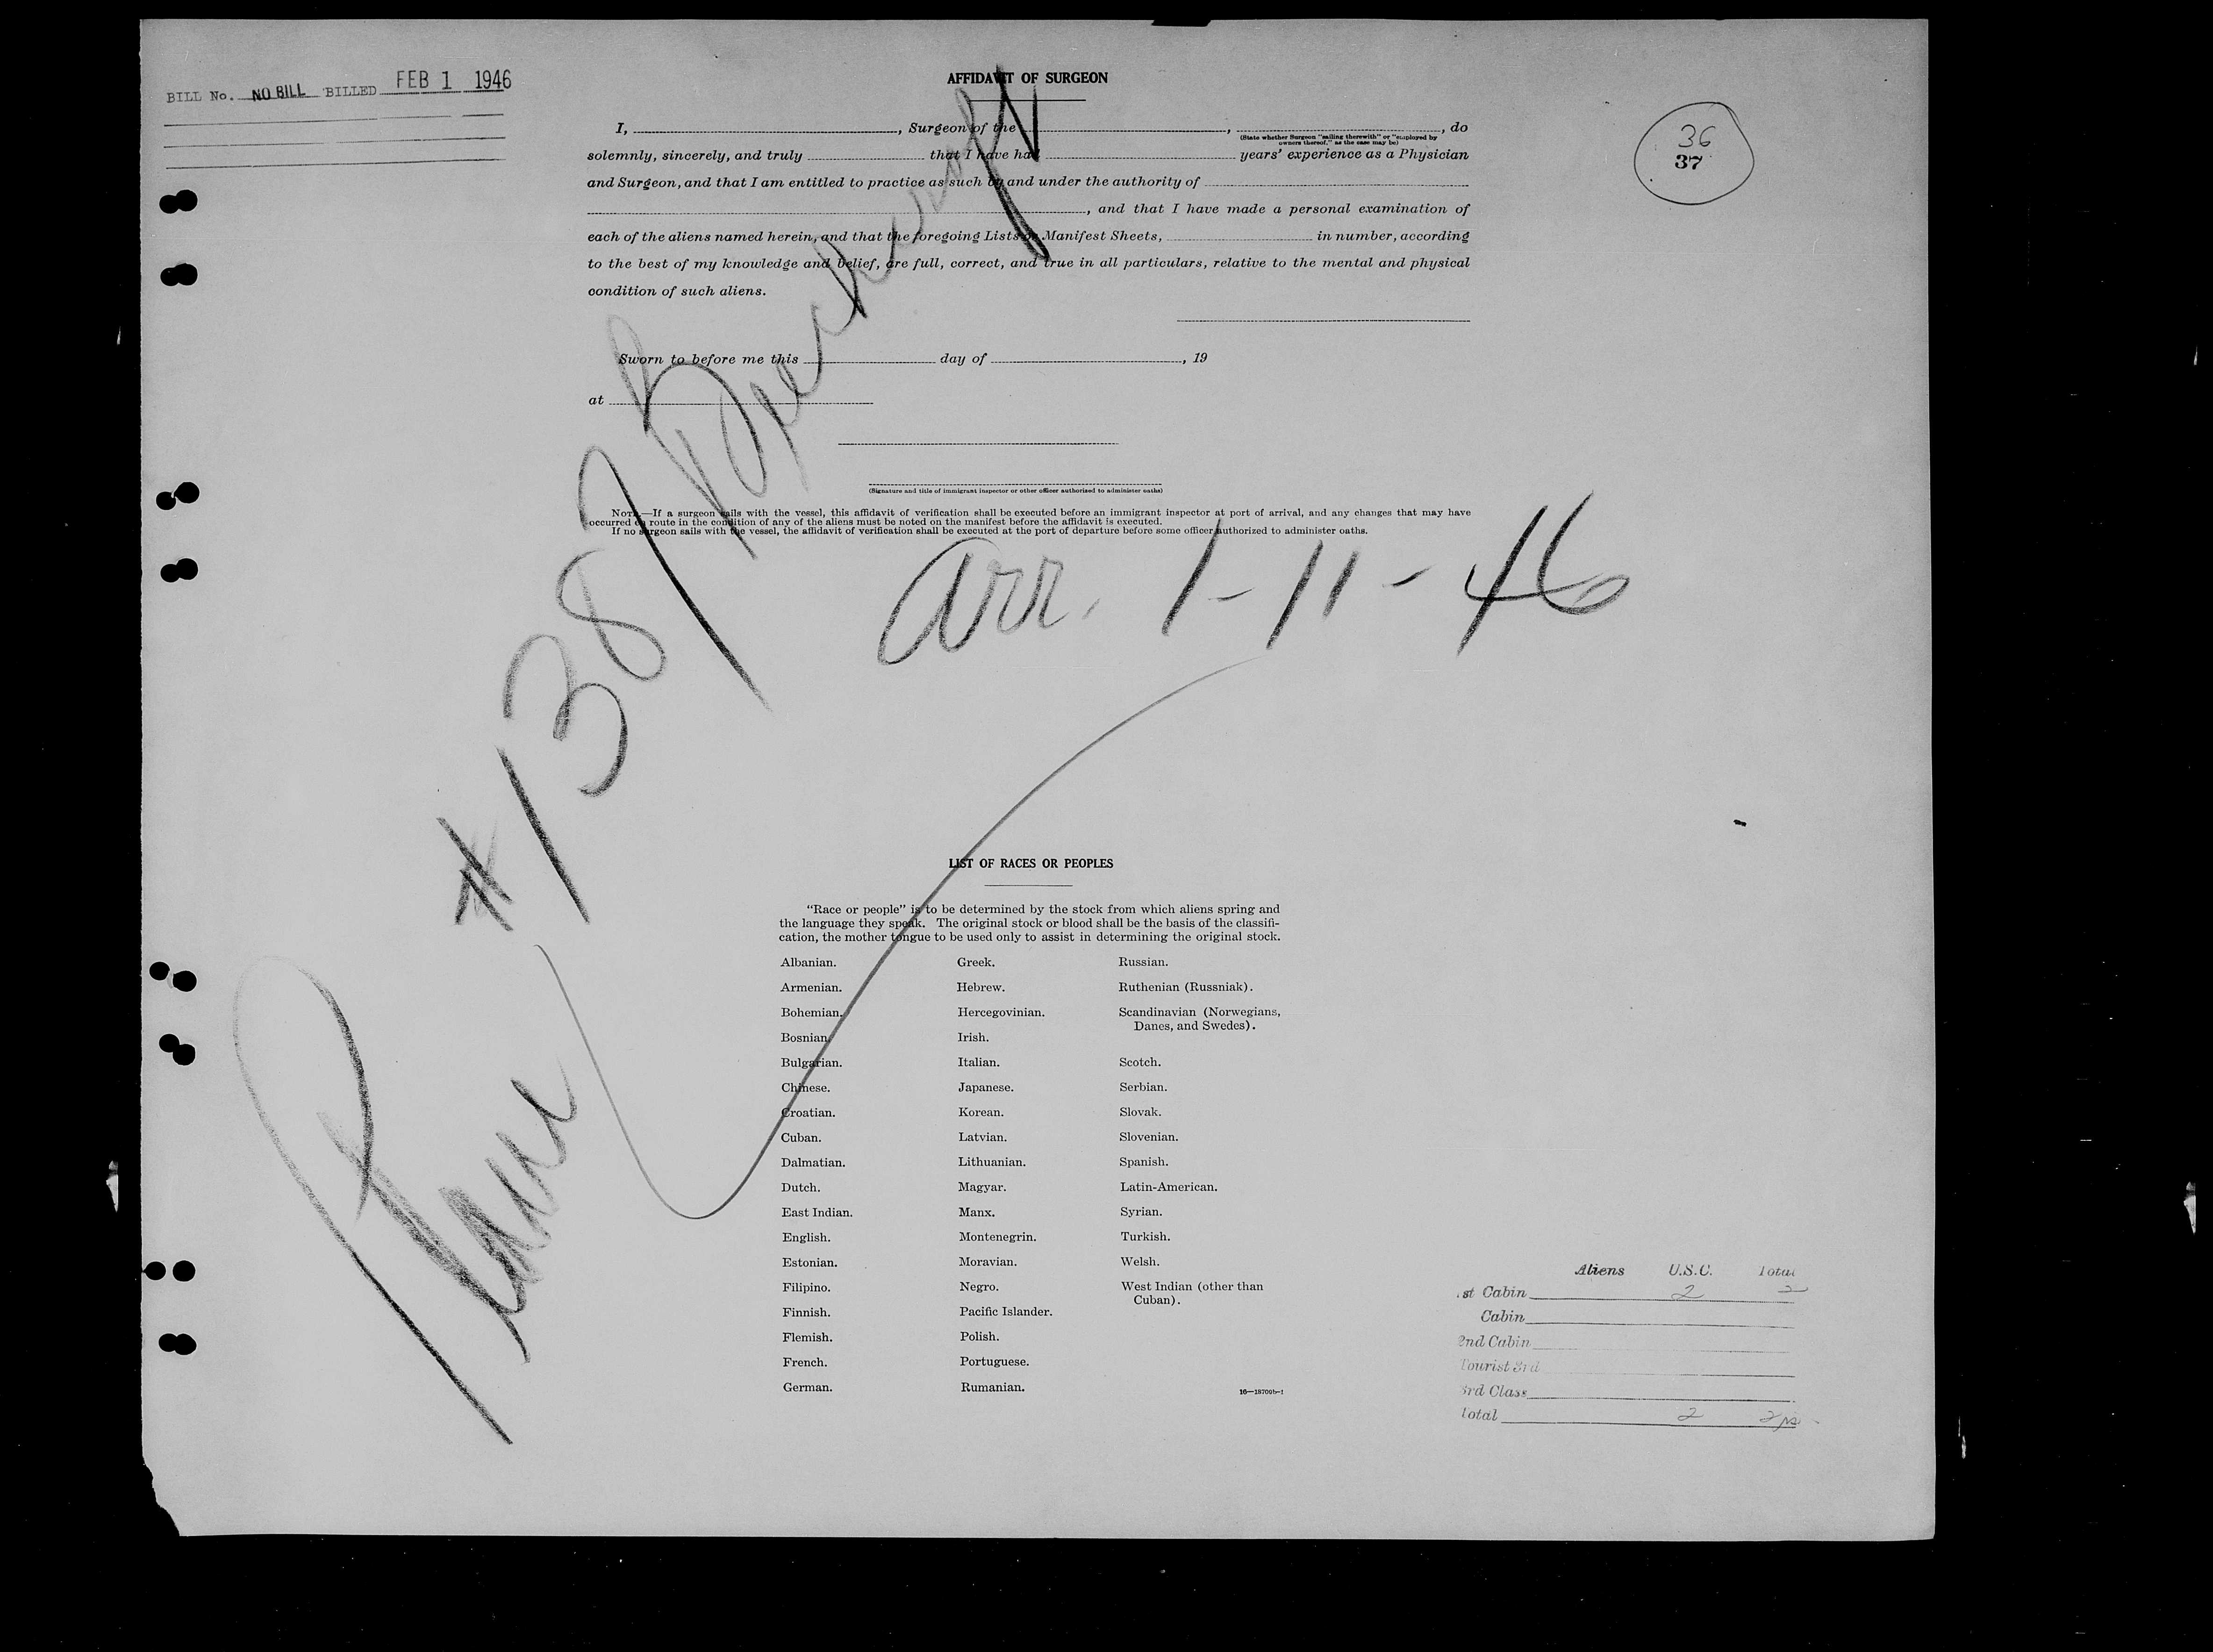 BILL No. NO BILL BILLED FEB 1 1946
36
37
AFFIDAVIT OF SURGEON
I, , Surgeon of the , , do
(State whether Surgeon "sailing therewith" or "employed by
owners thereof," as the case may be)
solemnly, sincerely, and truly that I have had years' experience as a Physician
and Surgeon, and that I am entitled to practice as such by and under the authority of
, and that I have made a personal examination of
each of the aliens named herein, and that the foregoing Lists or Manifest Sheets, in number, according
to the best of my knowledge and belief, are full, correct, and true in all particulars, relative to the mental and physical
condition of such aliens.
Sworn to before me this day of , 19
at
(Signature and title of immigrant inspector or other officer authorized to administer oaths)
NOTE.—If a surgeon sails with the vessel, this affidavit of verification shall be executed before an immigrant inspector at port of arrival, and any changes that may have
occurred en route in the condition of any of the aliens must be noted on the manifest before the affidavit is executed.
If no surgeon sails with the vessel, the affidavit of verification shall be executed at the port of departure before some officer authorized to administer oaths.
Plane #1387
arr. 1-11-46
LIST OF RACES OR PEOPLES
"Race or people" is to be determined by the stock from which aliens spring and
the language they speak. The original stock or blood shall be the basis of the classifi-
cation, the mother tongue to be used only to assist in determining the original stock.
Albanian.
Armenian.
Bohemian.
Bosnian.
Bulgarian.
Chinese.
Croatian.
Cuban.
Dalmatian.
Dutch.
East Indian.
English.
Estonian.
Filipino.
Finnish.
Flemish.
French.
German.
Greek.
Hebrew.
Hercegovinian.
Irish.
Italian.
Japanese.
Korean.
Latvian.
Lithuanian.
Magyar.
Manx.
Montenegrin.
Moravian.
Negro.
Pacific Islander.
Polish.
Portuguese.
Rumanian.
Russian.
Ruthenian (Russniak).
Scandinavian (Norwegians,
Danes, and Swedes).
Scotch.
Serbian.
Slovak.
Slovenian.
Spanish.
Latin-American.
Syrian.
Turkish.
Welsh.
West Indian (other than
Cuban).
16—18709b-1
Aliens U.S.C. Total
st Cabin 2 2
Cabin
2nd Cabin
Tourist 3rd
3rd Class
Total 2 2